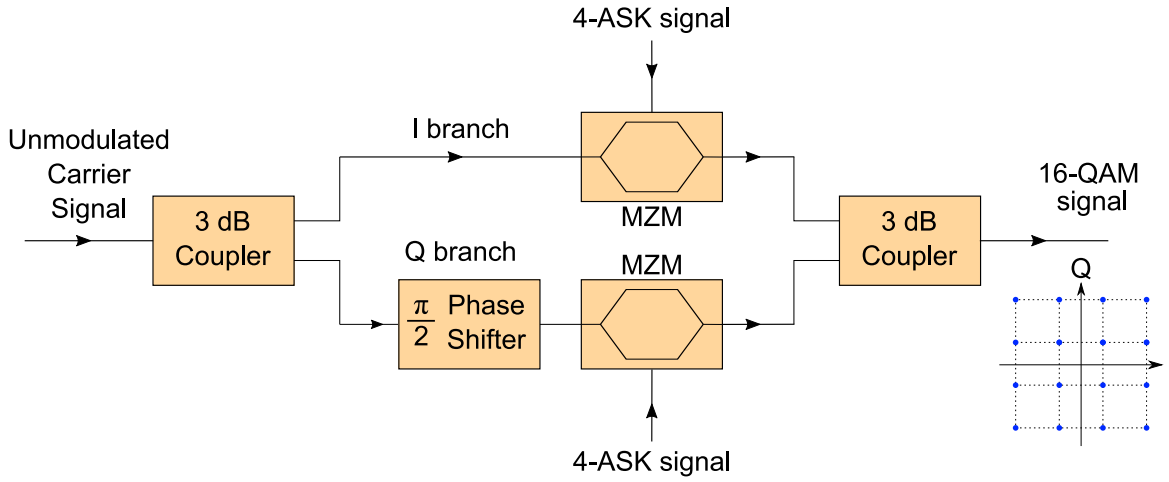 4-ASK signal
Unmodulated
Carrier
Signal
I branch
MZM
3 dB
Coupler
Q branch
π/2 Phase
Shifter
MZM
4-ASK signal
3 dB
Coupler
16-QAM
signal
Q